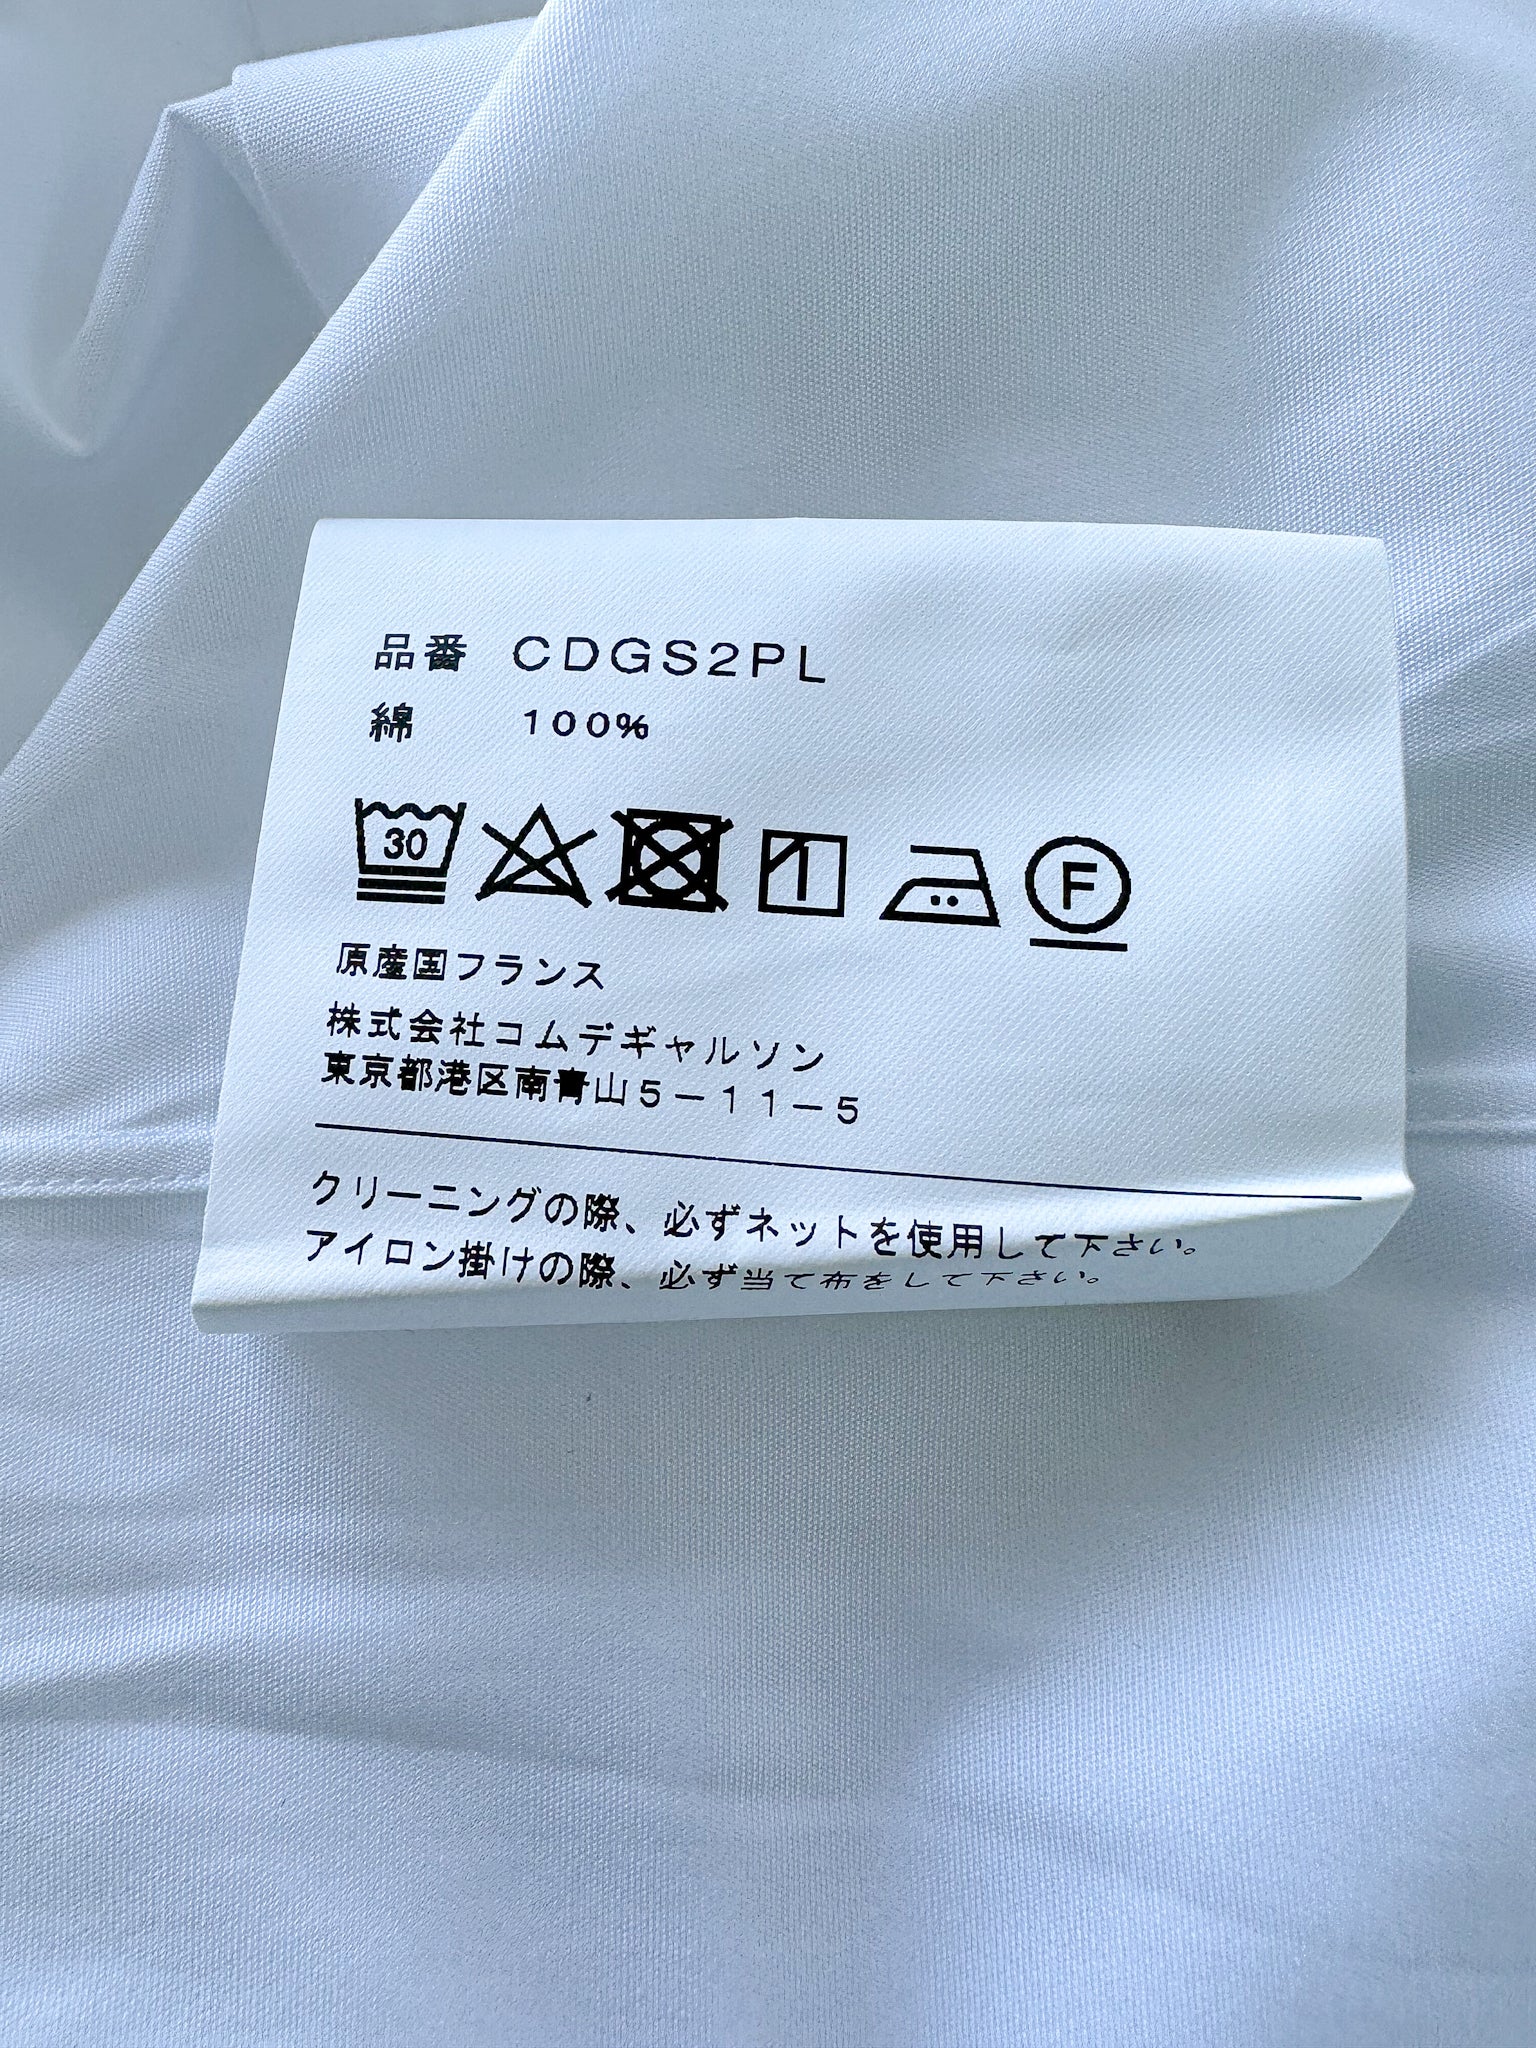 品番 CDGS2PL
綿 100%
30 1 F
原産国フランス
株式会社コムデギャルソン
東京都港区南青山5-11-5
クリーニングの際、必ずネットを使用して下さい。
アイロン掛けの際、必ず当て布をして下さい。